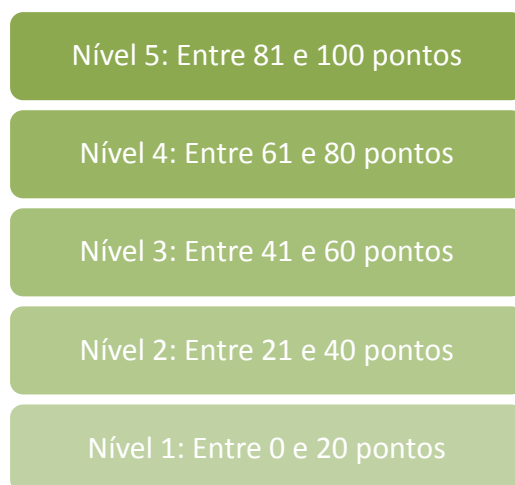 Nível 5: Entre 81 e 100 pontos
Nível 4: Entre 61 e 80 pontos
Nível 3: Entre 41 e 60 pontos
Nível 2: Entre 21 e 40 pontos
Nível 1: Entre 0 e 20 pontos